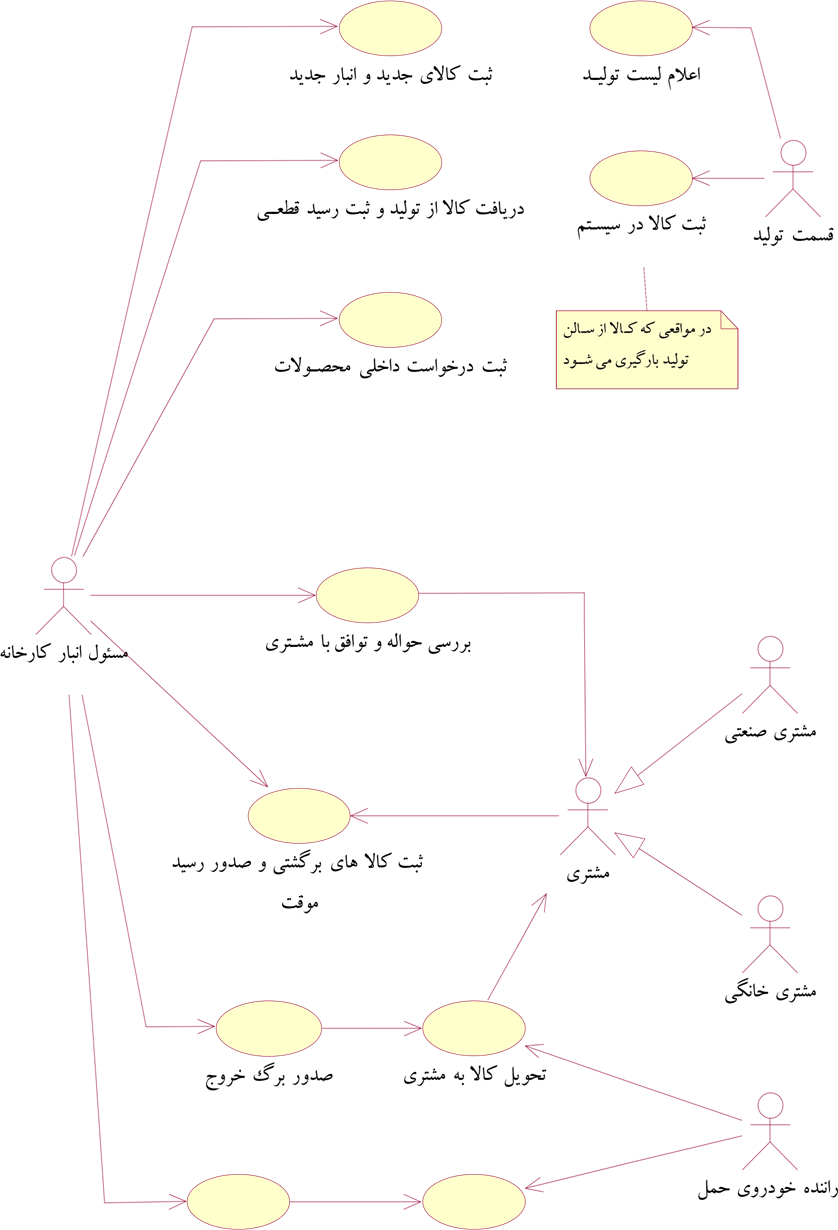 ثبت کالای جدید و انبار جدید
اعلام لیست تولید
دریافت کالا از تولید و ثبت رسید قطعی
ثبت کالا در سیستم
قسمت تولید
در مواقعی که کالا از سالن
تولید بارگیری می شود
ثبت درخواست داخلی محصولات
بررسی حواله و توافق با مشتری
مسئول انبار کارخانه
مشتری صنعتی
ثبت کالا های برگشتی و صدور رسید
موقت
مشتری
مشتری خانگی
صدور برگ خروج
تحویل کالا به مشتری
راننده خودروی حمل